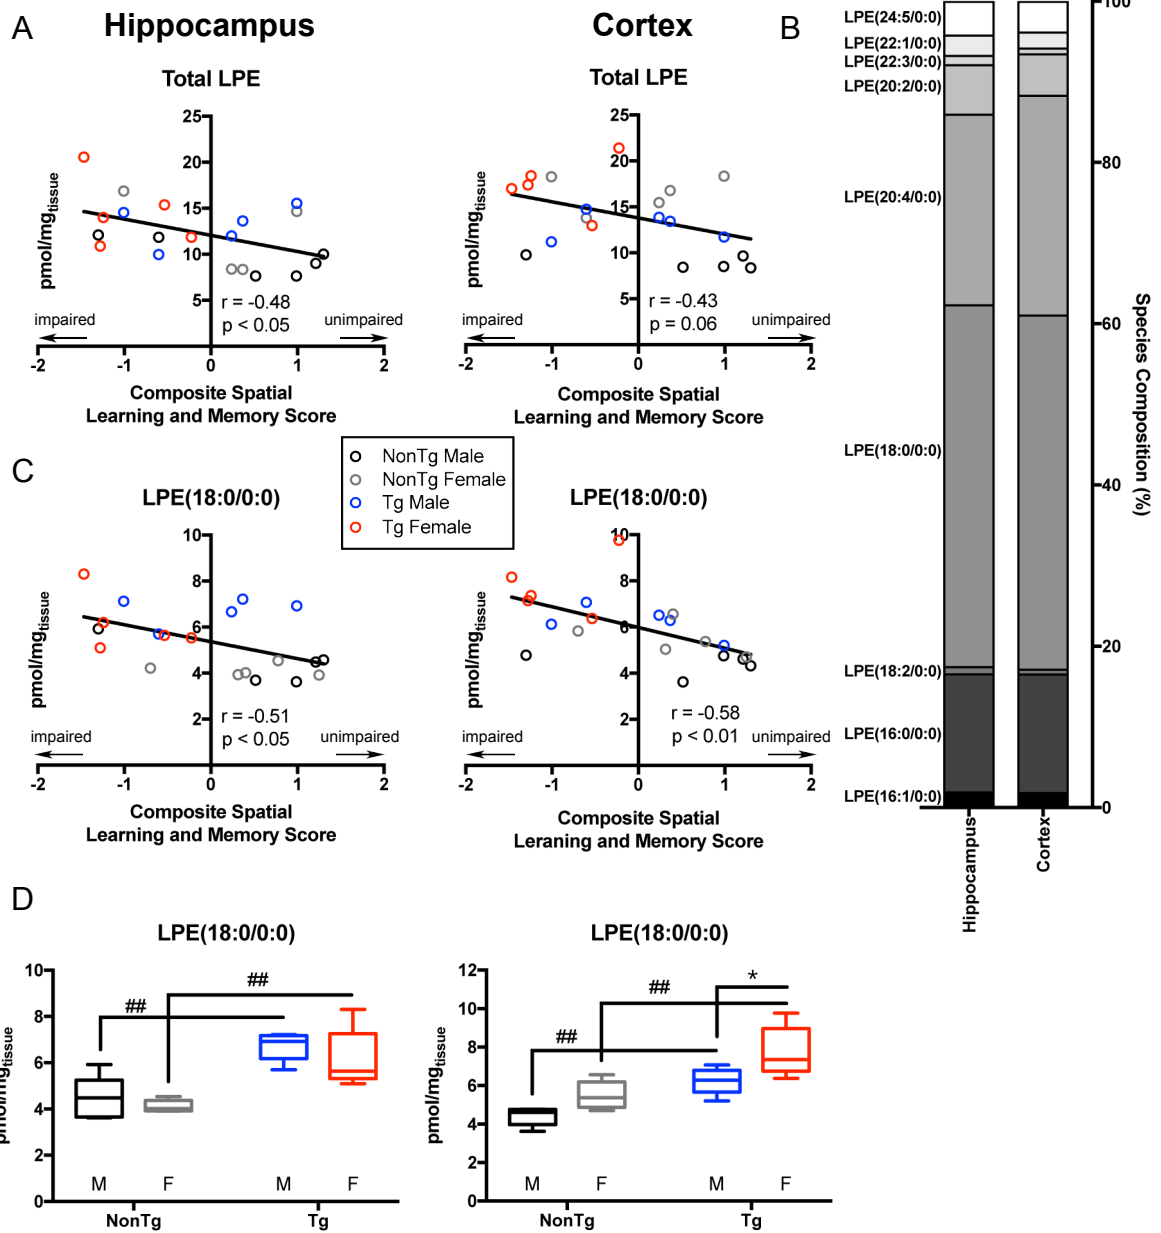 A
Hippocampus
Cortex
B
Total LPE
25
20
15
10
5
pmol/mgtissue
r = -0.48
p < 0.05
impaired
unimpaired
-2
-1
0
1
2
Composite Spatial
Learning and Memory Score
Total LPE
25
20
15
10
5
pmol/mgtissue
r = -0.43
p = 0.06
impaired
unimpaired
-2
-1
0
1
2
Composite Spatial
Learning and Memory Score
LPE(24:5/0:0)
LPE(22:1/0:0)
LPE(22:3/0:0)
LPE(20:2/0:0)
LPE(20:4/0:0)
LPE(18:0/0:0)
LPE(18:2/0:0)
LPE(16:0/0:0)
LPE(16:1/0:0)
100
80
60
40
20
0
Species Composition (%)
Hippocampus
Cortex
C
NonTg Male
NonTg Female
Tg Male
Tg Female
LPE(18:0/0:0)
10
8
6
4
2
pmol/mgtissue
r = -0.51
p < 0.05
impaired
unimpaired
-2
-1
0
1
2
Composite Spatial
Learning and Memory Score
LPE(18:0/0:0)
10
8
6
4
2
pmol/mgtissue
r = -0.58
p < 0.01
impaired
unimpaired
-2
-1
0
1
2
Composite Spatial
Leraning and Memory Score
D
LPE(18:0/0:0)
10
8
6
4
2
0
pmol/mgtissue
##
##
M
F
M
F
NonTg
Tg
LPE(18:0/0:0)
12
10
8
6
4
2
0
pmol/mgtissue
##
##
*
M
F
M
F
NonTg
Tg